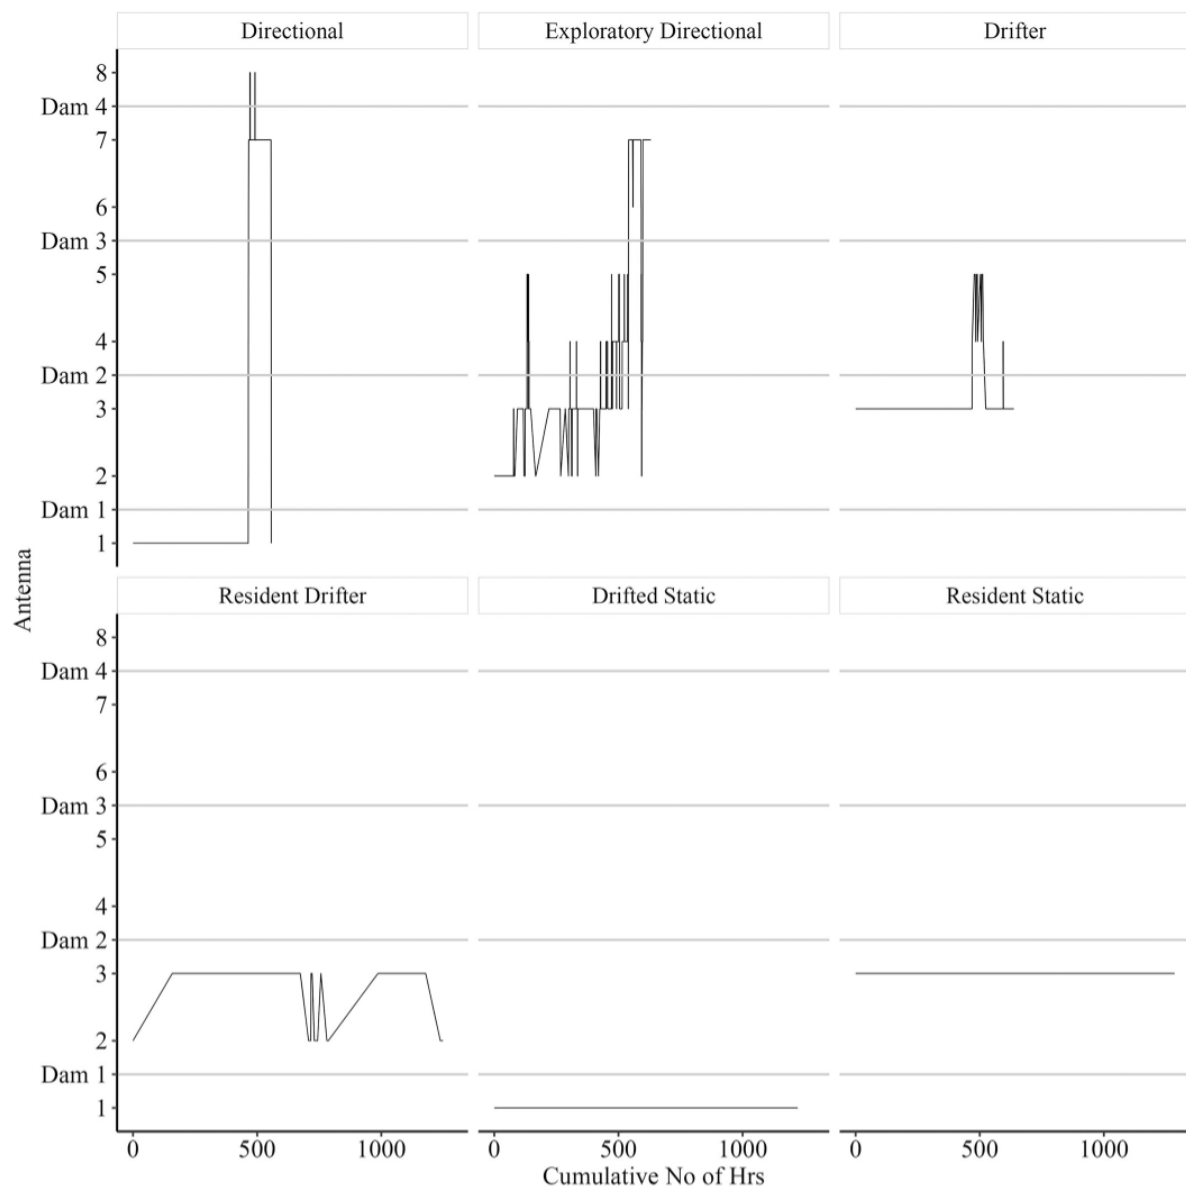 Directional Exploratory Directional Drifter
8
Dam 4
7
6
Dam 3
5
4
Dam 2
3
2
Dam 1
1
Antenna
Resident Drifter Drifted Static Resident Static
8
Dam 4
7
6
Dam 3
5
4
Dam 2
3
2
Dam 1
1
0 500 1000 0 500 1000 0 500 1000
Cumulative No of Hrs